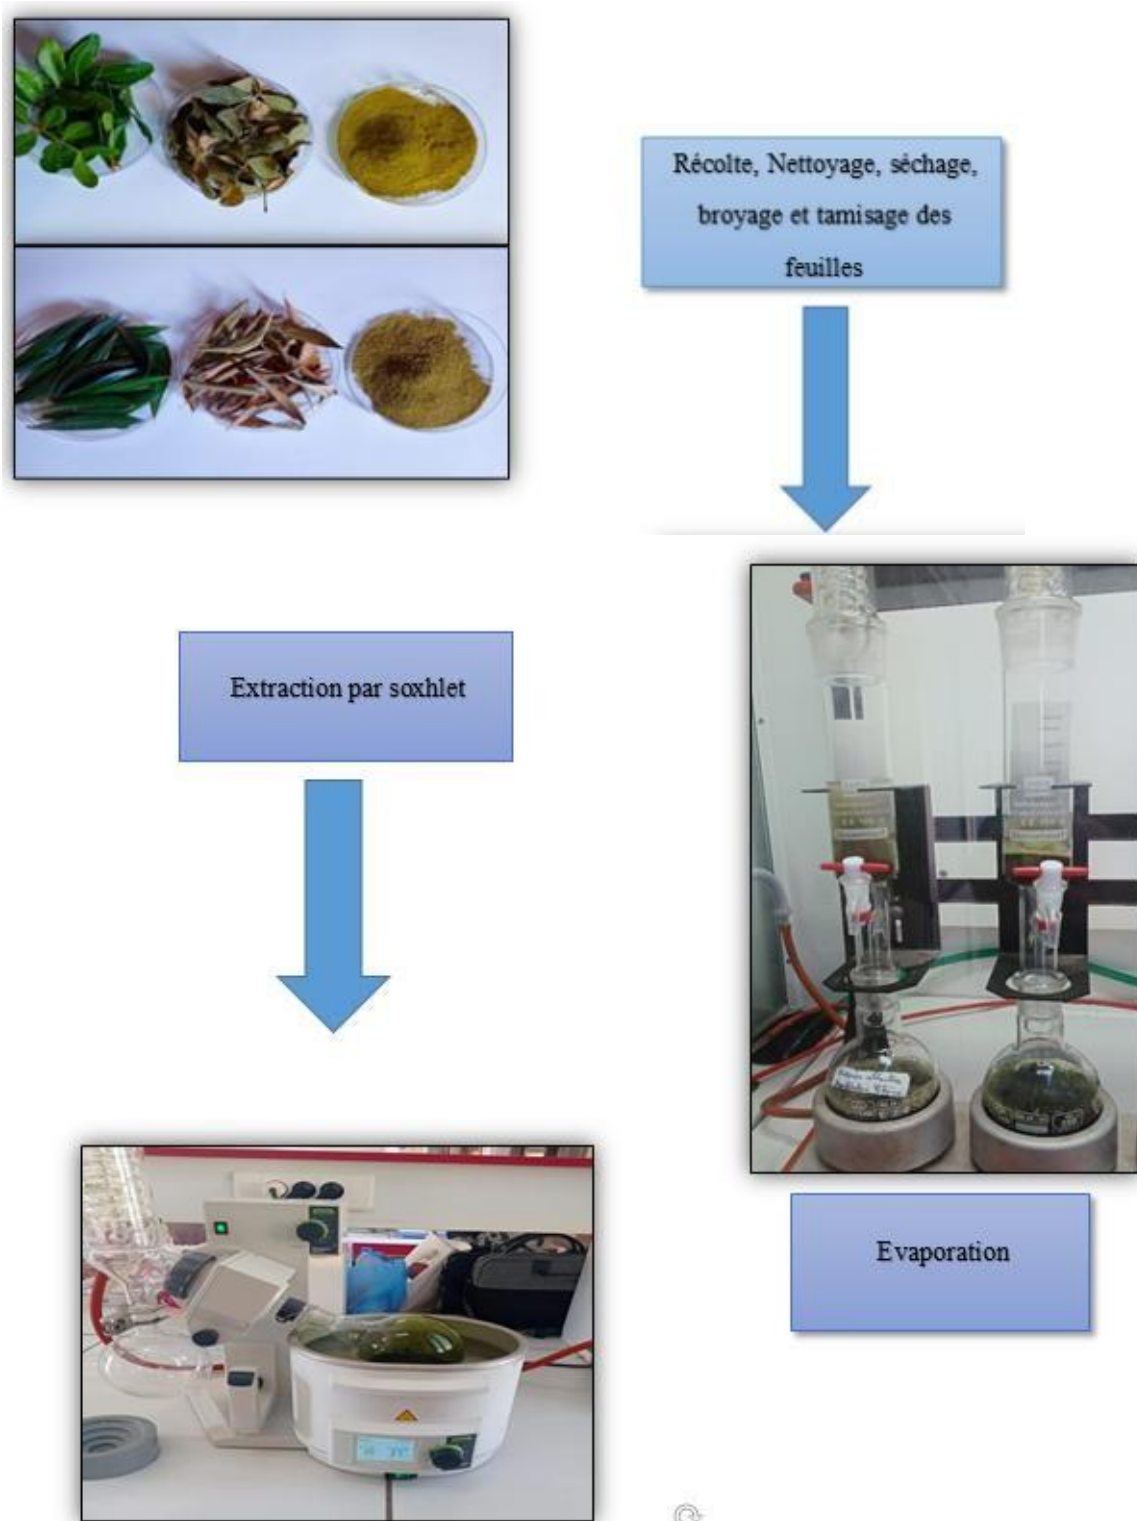 Récolte, Nettoyage, séchage,
broyage et tamisage des
feuilles
Extraction par soxhlet
Evaporation